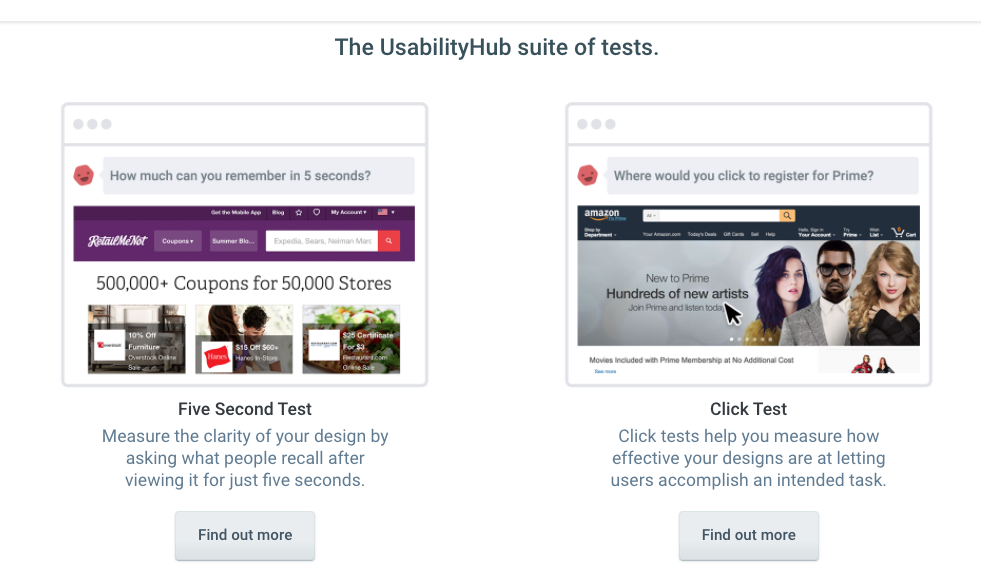 The UsabilityHub suite of tests.
How much can you remember in 5 seconds?
Get the Mobile App Blog My Account
RetailMeNot Coupons Summer Blo... Expedia, Sears, Neiman Marc
500,000+ Coupons for 50,000 Stores
10% Off
Furniture
Overstock Online
Sale
Hanes
$15 Off $60+
Hanes In-Store
$25 Certificate
For $3
Restaurant.com
Online Sale
Five Second Test
Measure the clarity of your design by
asking what people recall after
viewing it for just five seconds.
Find out more
Where would you click to register for Prime?
amazon
Try Prime
All
Shop by
Department
Your Amazon.com Today's Deals Gift Cards Sell Help
Hello. Sign in
Your Account
Try
Prime
Wish
List
0
Cart
New to Prime
Hundreds of new artists
Join Prime and listen today
Movies Included with Prime Membership at No Additional Cost
See more
Click Test
Click tests help you measure how
effective your designs are at letting
users accomplish an intended task.
Find out more